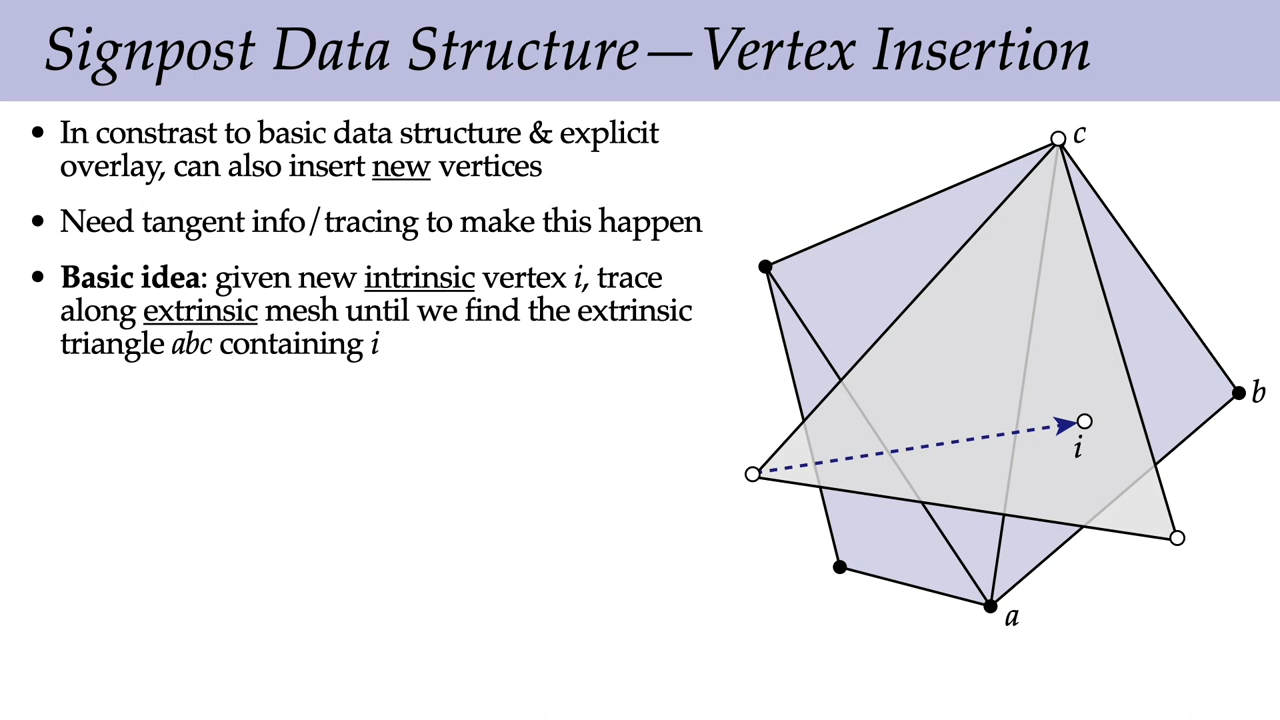 Signpost Data Structure—Vertex Insertion
• In constrast to basic data structure & explicit
overlay, can also insert new vertices
• Need tangent info/tracing to make this happen
• Basic idea: given new intrinsic vertex i, trace
along extrinsic mesh until we find the extrinsic
triangle abc containing i
c
b
i
a